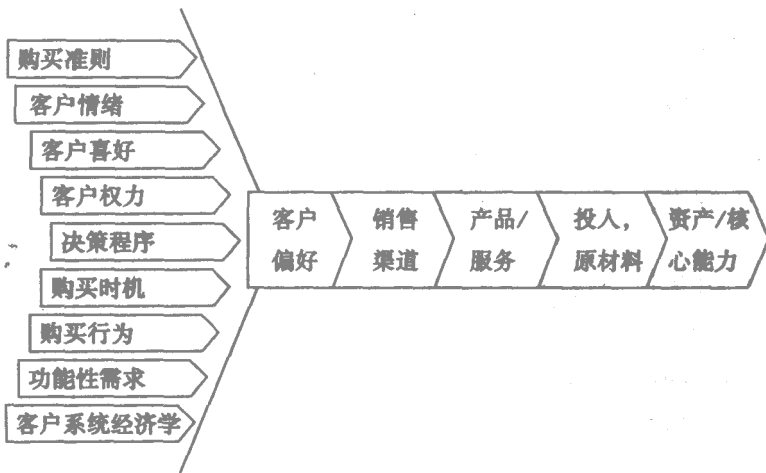 购买准则
客户情绪
客户喜好
客户权力
决策程序
购买时机
购买行为
功能性需求
客户系统经济学
客户
偏好
销售
渠道
产品/
服务
投入，
原材料
资产/核
心能力